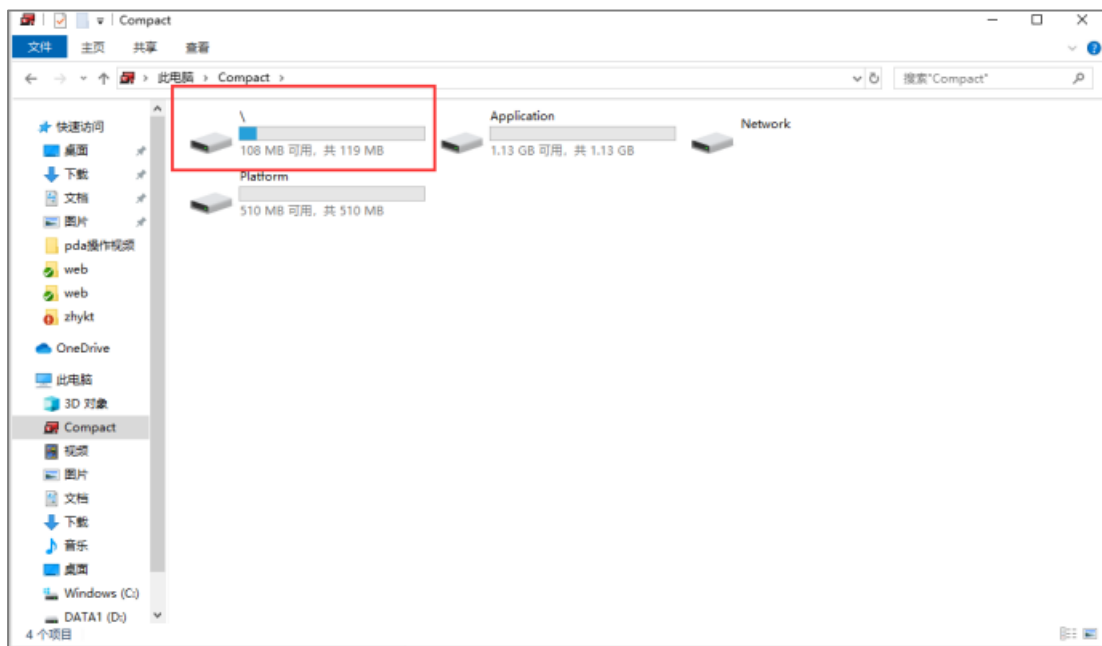 Compact
文件 主页 共享 查看
此电脑 > Compact >
搜索"Compact"
快速访问
桌面
下载
文档
图片
pda操作视频
web
web
zhykt
OneDrive
此电脑
3D 对象
Compact
视频
图片
文档
下载
音乐
桌面
Windows (C:)
DATA1 (D:)
\
108 MB 可用, 共 119 MB
Application
1.13 GB 可用, 共 1.13 GB
Network
Platform
510 MB 可用, 共 510 MB
4 个项目